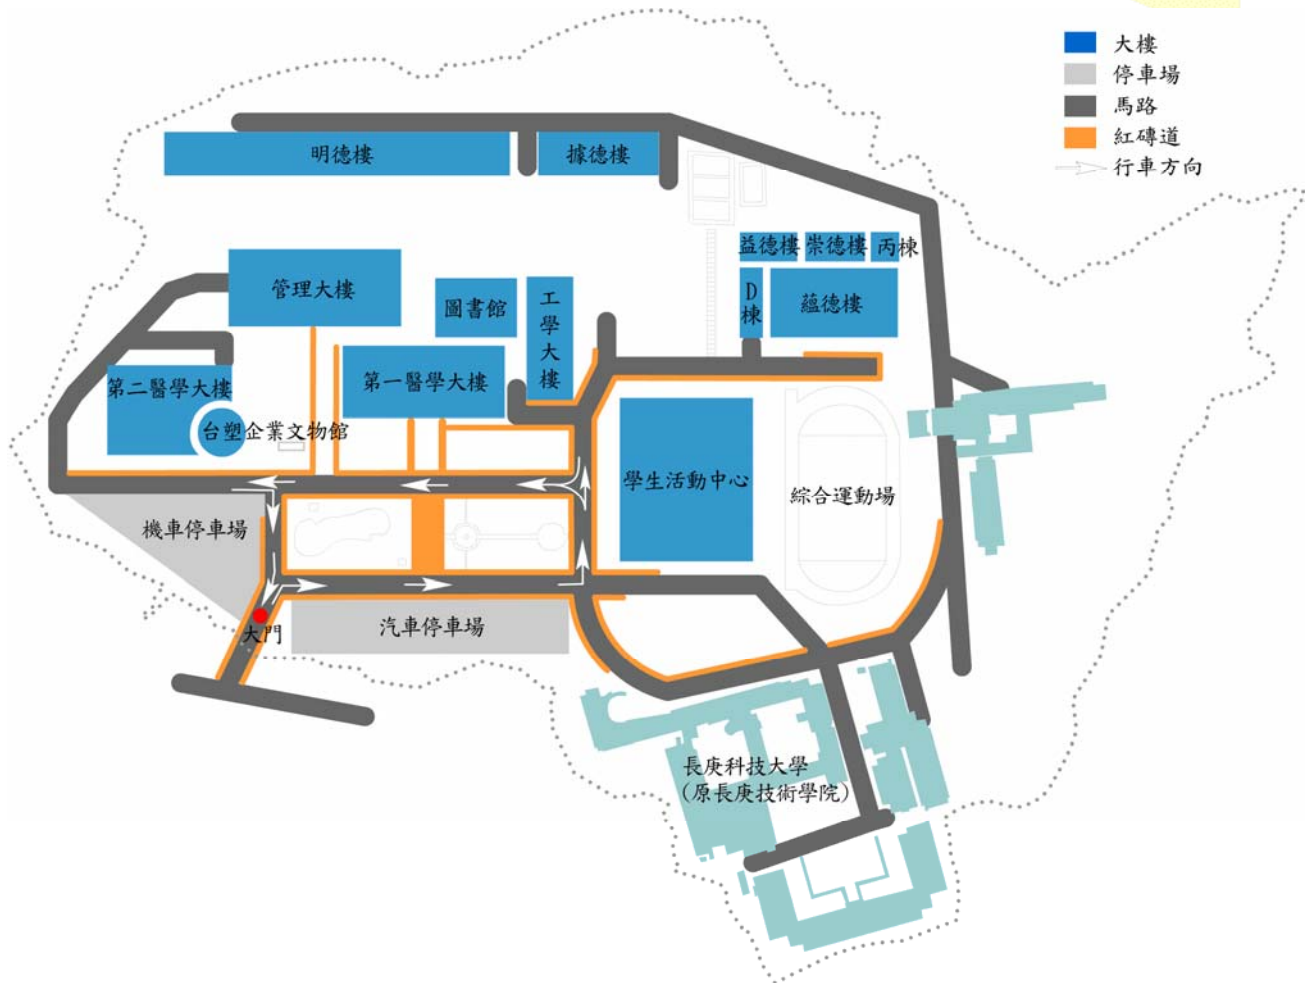 大樓
停車場
馬路
紅磚道
行車方向
明德樓
據德樓
益德樓
崇德樓
丙棟
管理大樓
圖書館
工學大樓
D棟
蘊德樓
第二醫學大樓
第一醫學大樓
台塑企業文物館
學生活動中心
綜合運動場
機車停車場
大門
汽車停車場
長庚科技大學
(原長庚技術學院)